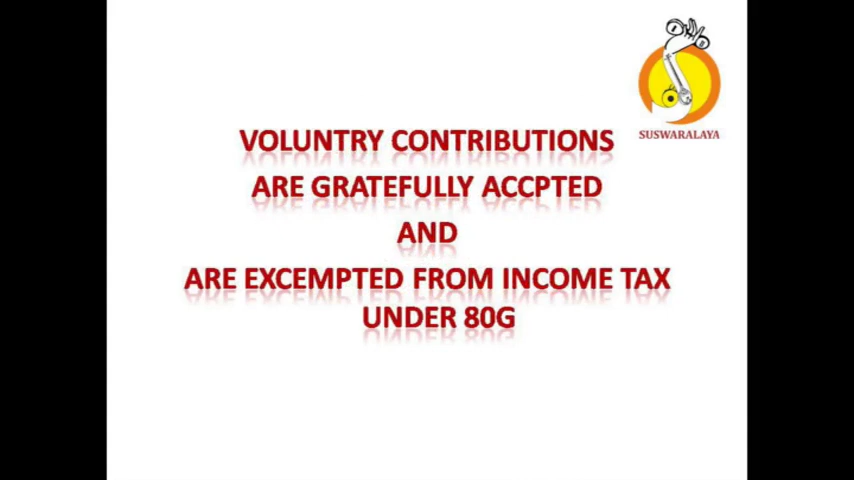 SUSWARALAYA
VOLUNTRY CONTRIBUTIONS
ARE GRATEFULLY ACCPTED
AND
ARE EXCEMPTED FROM INCOME TAX
UNDER 80G